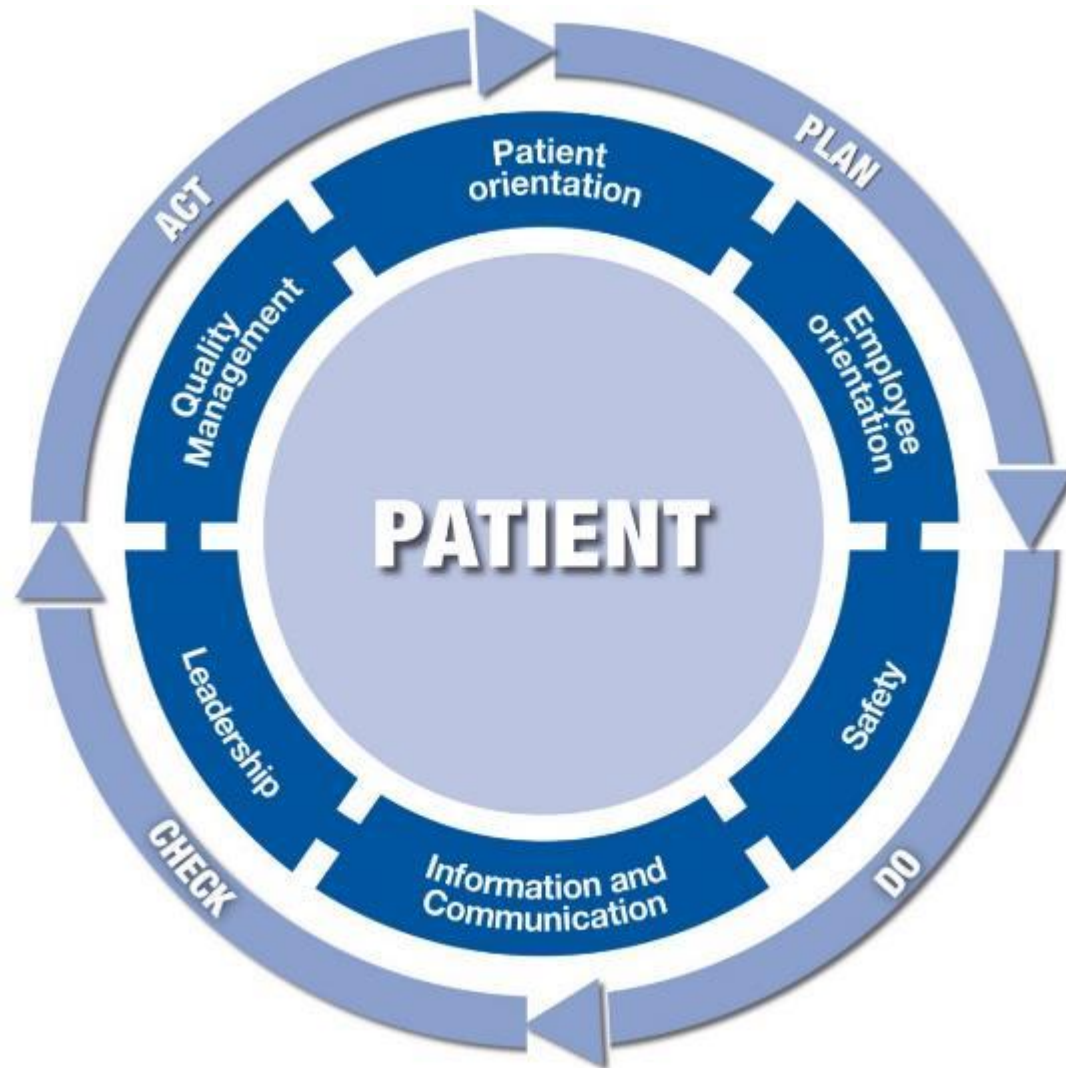 PLAN
ACT
Patient
orientation
Employee
orientation
Quality
Management
PATIENT
Leadership
Safety
Information and
Communication
CHECK
DO